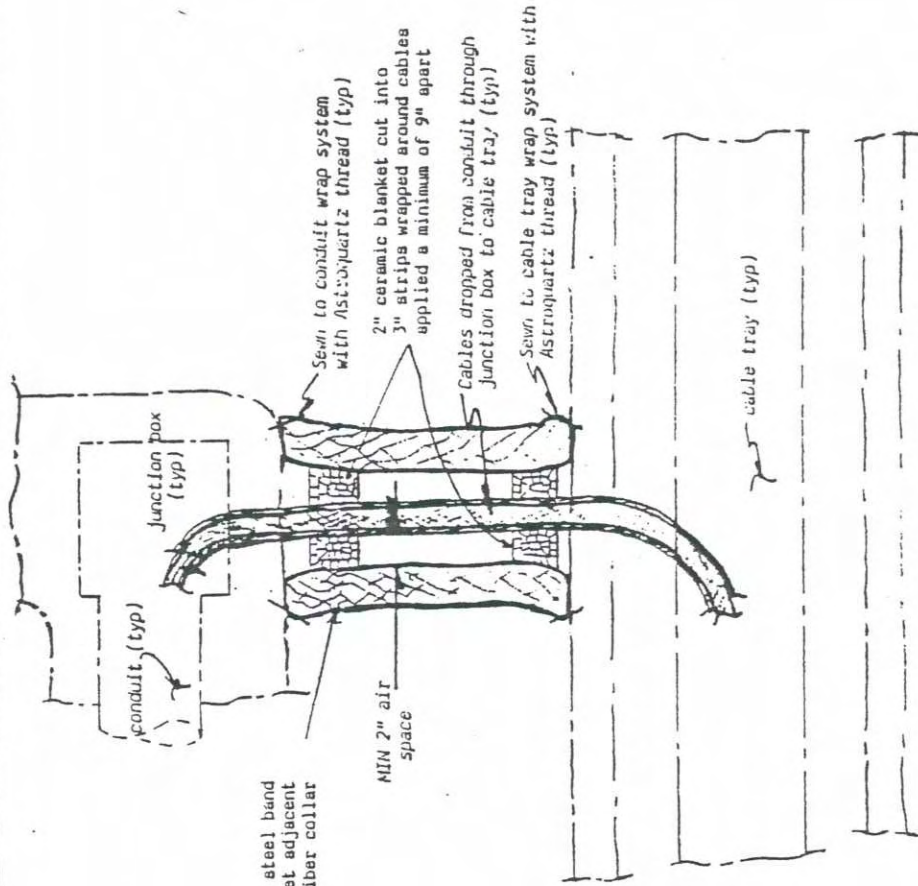 junction box
(typ)
conduit (typ)
Sewn to conduit wrap system
with Astroquartz thread (typ)
2" ceramic blanket cut into
3" strips wrapped around cables
applied a minimum of 9" apart
steel band
et adjacent
iber collar
MIN 2" air
space
Cables dropped from conduit through
junction box to cable tray (typ)
Sewn to cable tray wrap system with
Astroquartz thread (typ)
cable tray (typ)